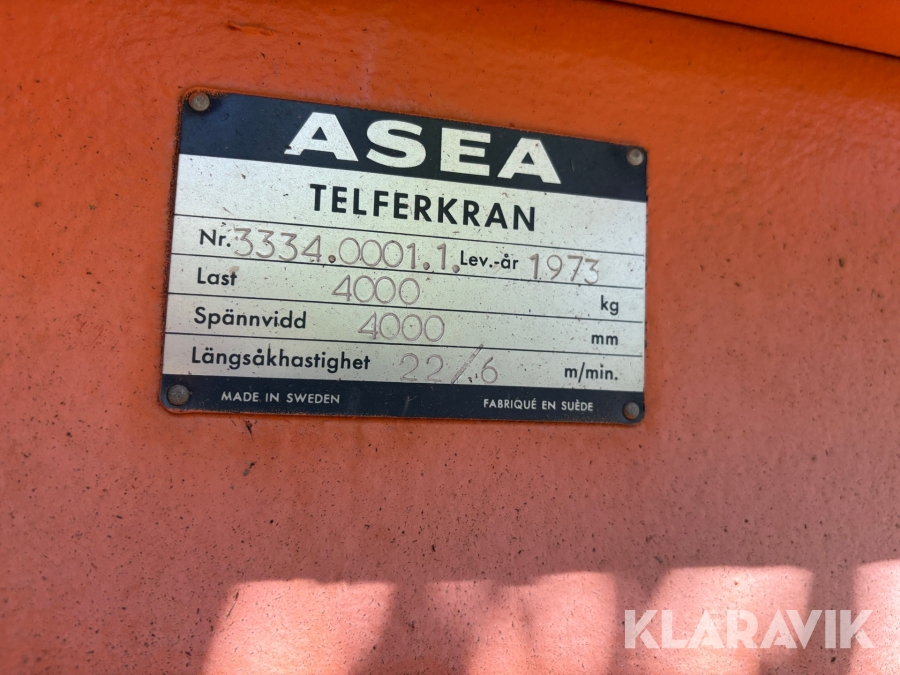 ASEA
TELFERKRAN
Nr. 3334.0001.1. Lev.-år 1973
Last 4000 kg
Spännvidd 4000 mm
Längsåkhastighet 22/6 m/min.
MADE IN SWEDEN FABRIQUÉ EN SUÈDE
KLARAVIK